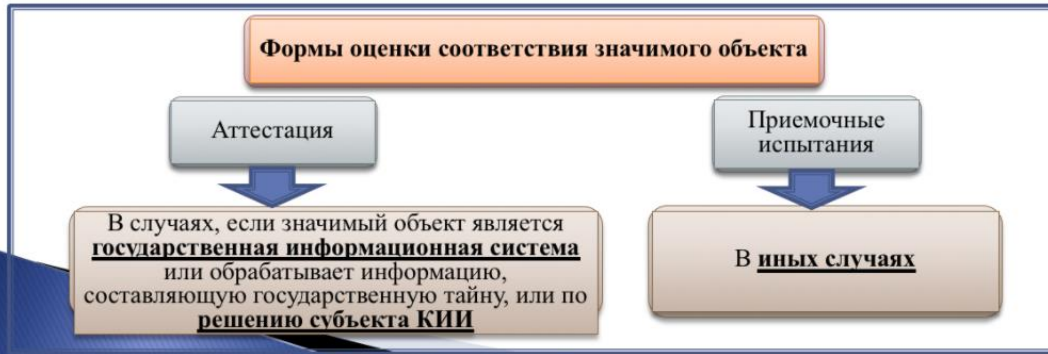 Формы оценки соответствия значимого объекта
Аттестация
Приемочные
испытания
В случаях, если значимый объект является
государственная информационная система
или обрабатывает информацию,
составляющую государственную тайну, или по
решению субъекта КИИ
В иных случаях